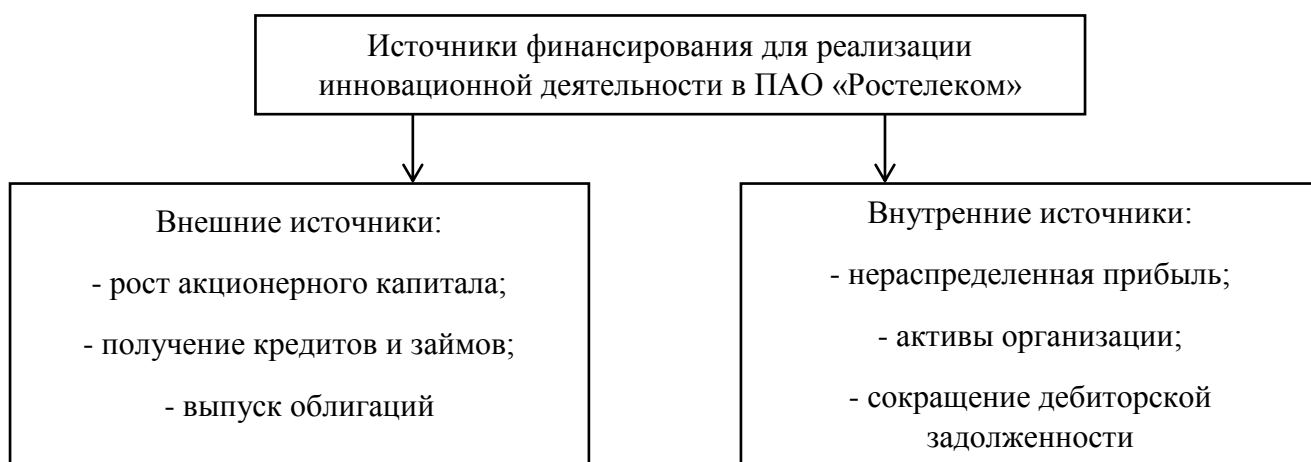 Источники финансирования для реализации
инновационной деятельности в ПАО «Ростелеком»
Внешние источники:
- рост акционерного капитала;
- получение кредитов и займов;
- выпуск облигаций
Внутренние источники:
- нераспределенная прибыль;
- активы организации;
- сокращение дебиторской
задолженности